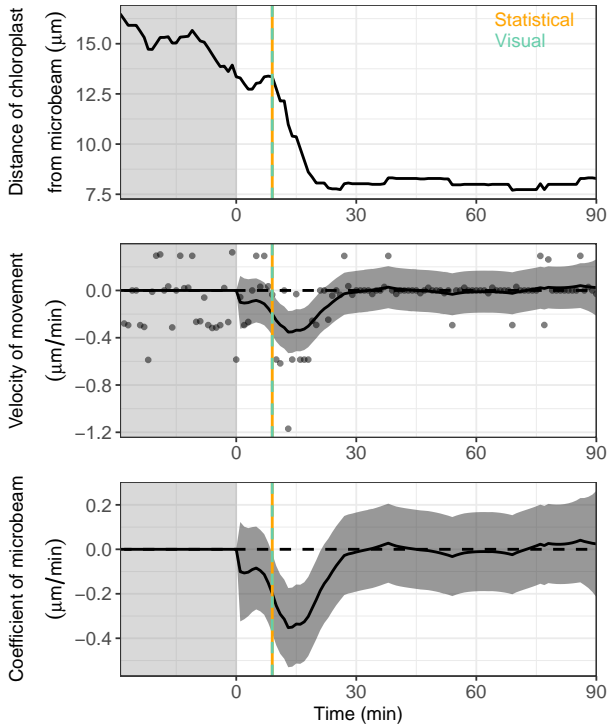 Distance of chloroplast
from microbeam (μm)
15.0
12.5
10.0
7.5
Statistical
Visual
0
30
60
90
Velocity of movement
(μm/min)
0.0
−0.4
−0.8
−1.2
0
30
60
90
Coefficient of microbeam
(μm/min)
0.2
0.0
−0.2
−0.4
0
30
60
90
Time (min)